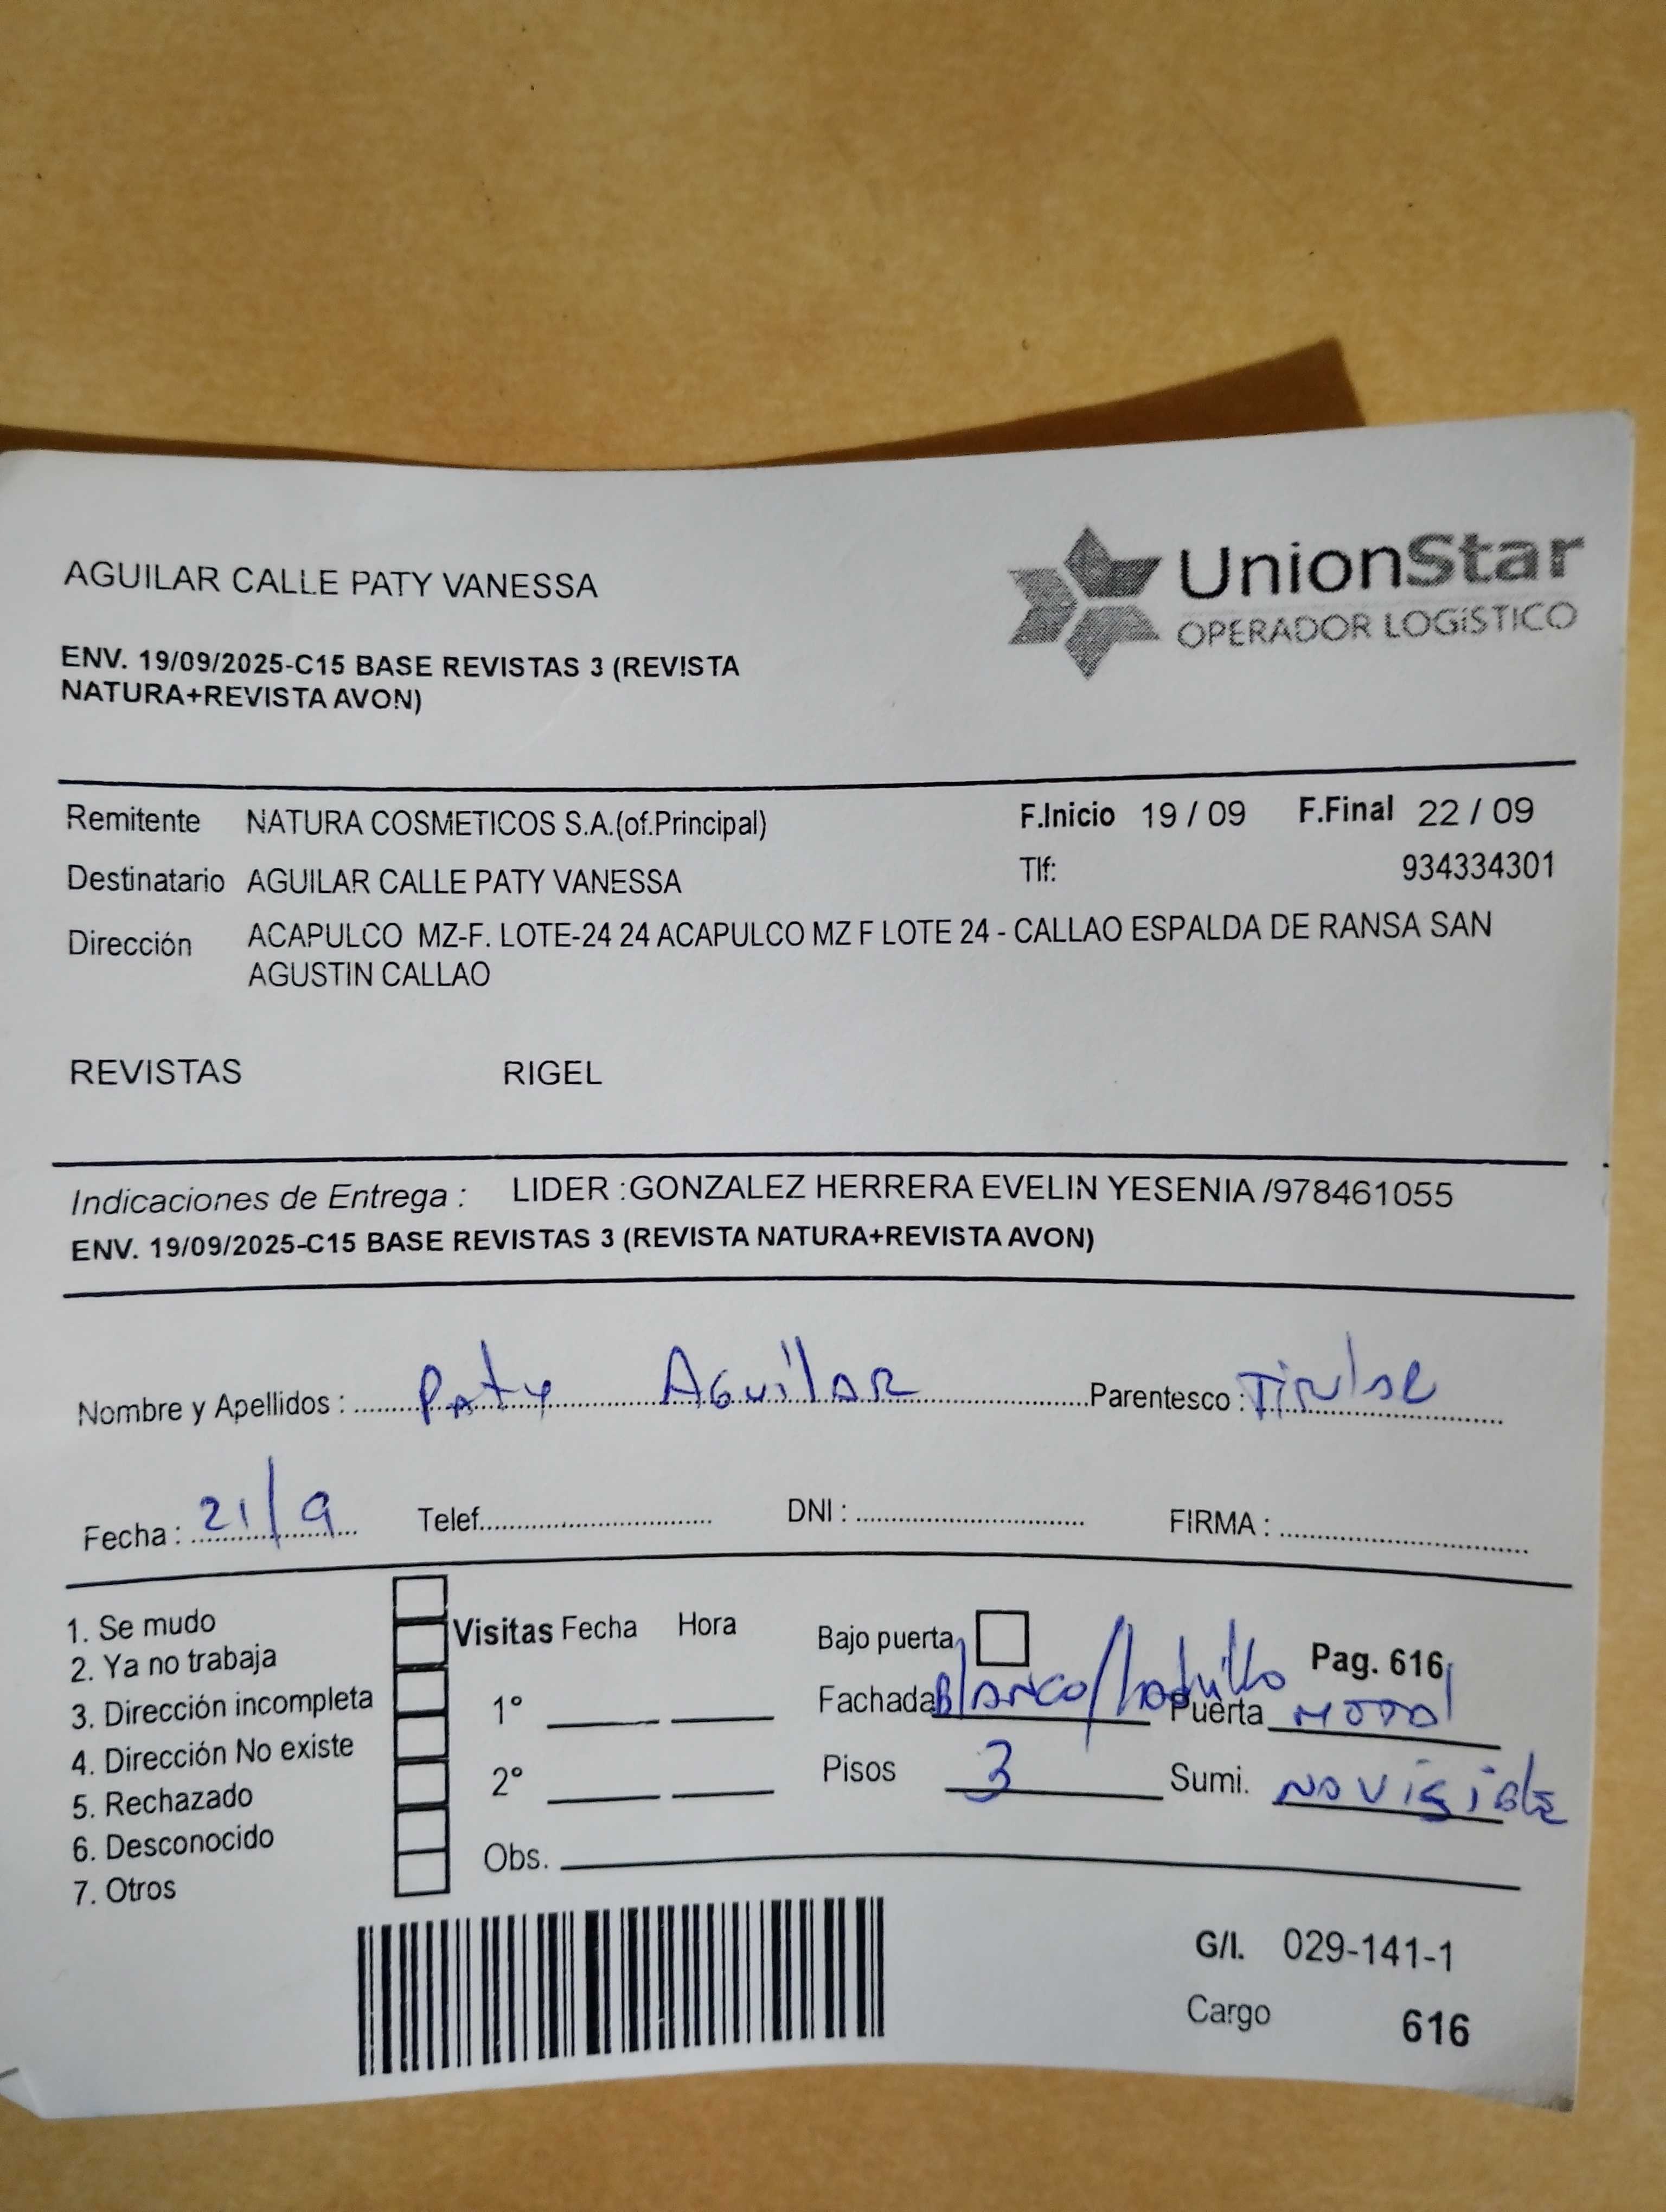 UnionStar
OPERADOR LOGÍSTICO
AGUILAR CALLE PATY VANESSA
ENV. 19/09/2025-C15 BASE REVISTAS 3 (REVISTA
NATURA+REVISTA AVON)
Remitente NATURA COSMETICOS S.A.(of.Principal) F.Inicio 19 / 09 F.Final 22 / 09
Destinatario AGUILAR CALLE PATY VANESSA Tlf: 934334301
Dirección ACAPULCO MZ-F. LOTE-24 24 ACAPULCO MZ F LOTE 24 - CALLAO ESPALDA DE RANSA SAN
AGUSTIN CALLAO
REVISTAS RIGEL
Indicaciones de Entrega : LIDER :GONZALEZ HERRERA EVELIN YESENIA /978461055
ENV. 19/09/2025-C15 BASE REVISTAS 3 (REVISTA NATURA+REVISTA AVON)
Nombre y Apellidos : Paty Aguilar Parentesco :
Fecha : 21/9 Telef. DNI : FIRMA :
1. Se mudo
2. Ya no trabaja
3. Dirección incompleta
4. Dirección No existe
5. Rechazado
6. Desconocido
7. Otros
Visitas Fecha Hora
1°
2°
Obs.
Bajo puerta Pag. 616
Fachada Blanco/Ladrillo Puerta
Pisos 3 Sumi. No visible
G/I. 029-141-1
Cargo 616